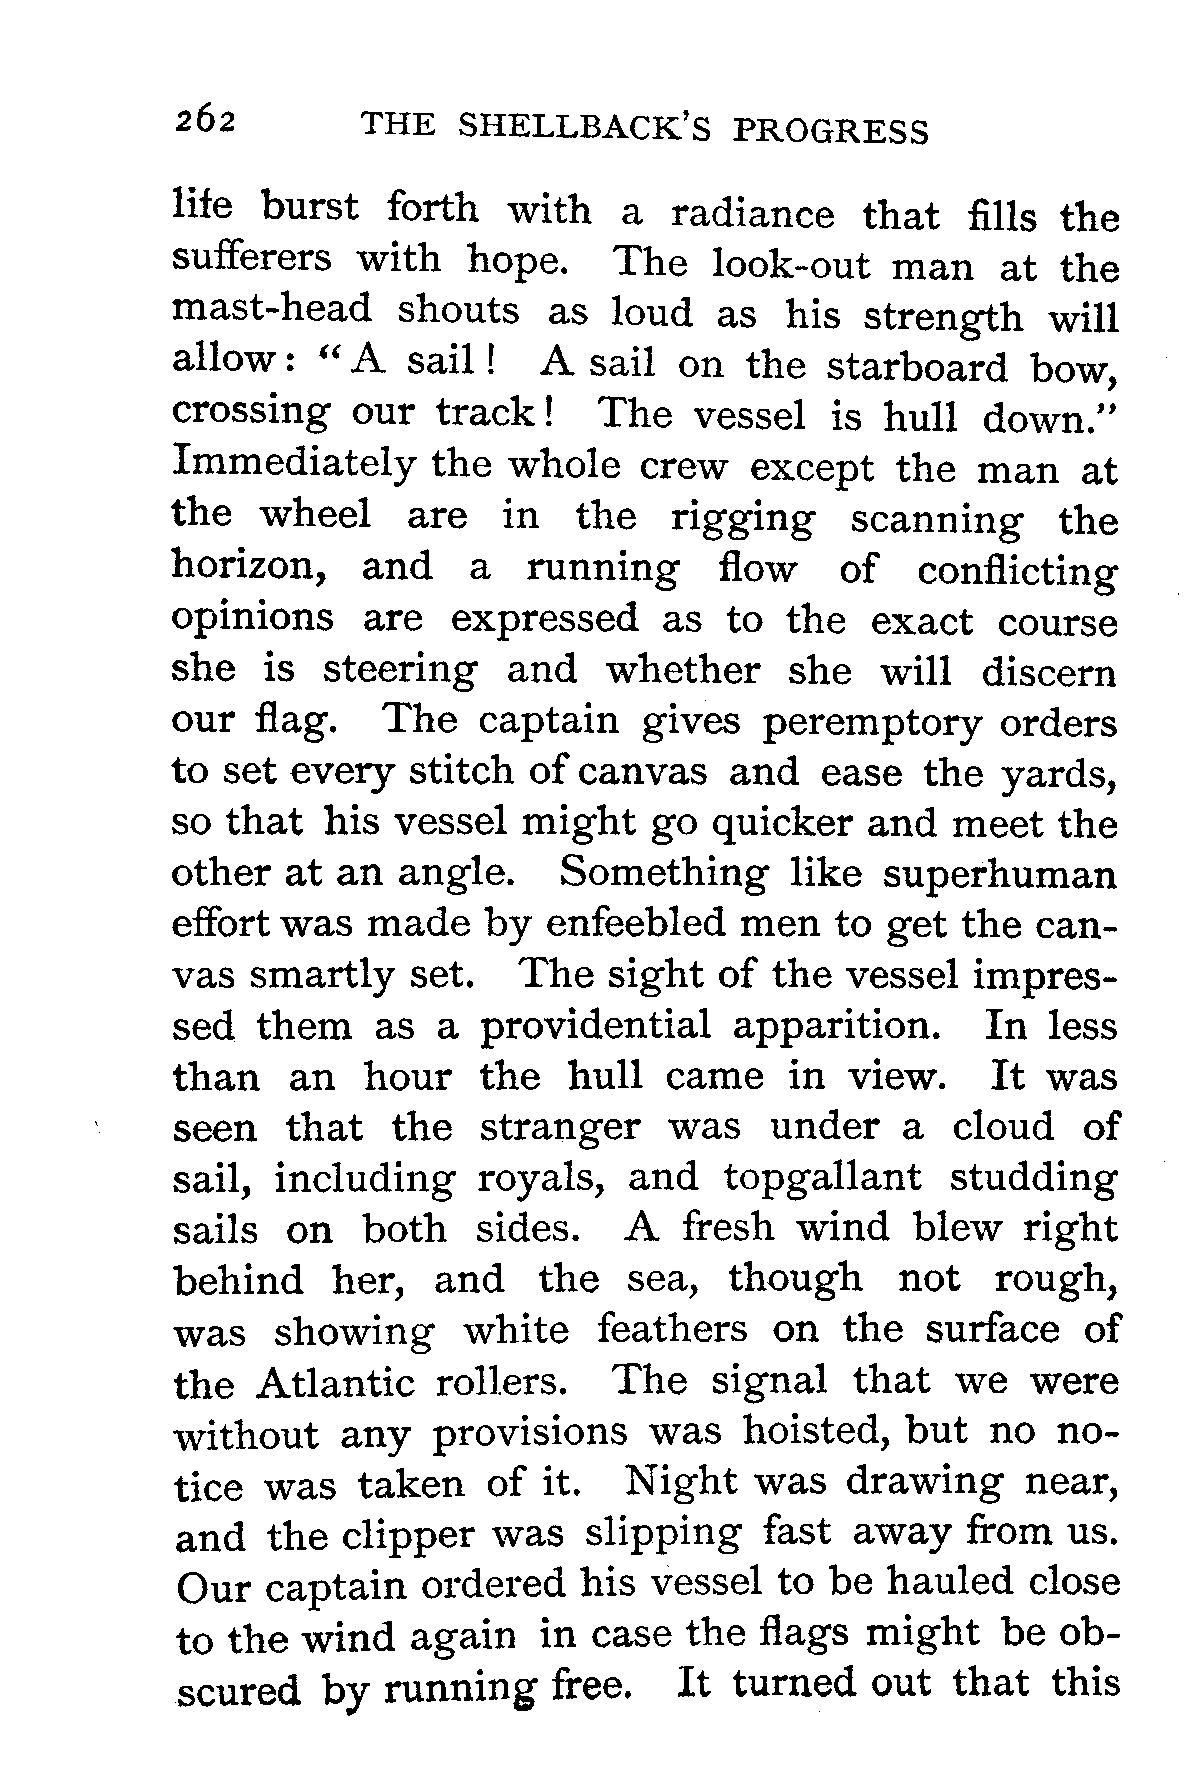 262 THE SHELLBACK'S PROGRESS
life burst forth with a radiance that fills the
sufferers with hope. The look-out man at the
mast-head shouts as loud as his strength will
allow: "A sail! A sail on the starboard bow,
crossing our track! The vessel is hull down."
Immediately the whole crew except the man at
the wheel are in the rigging scanning the
horizon, and a running flow of conflicting
opinions are expressed as to the exact course
she is steering and whether she will discern
our flag. The captain gives peremptory orders
to set every stitch of canvas and ease the yards,
so that his vessel might go quicker and meet the
other at an angle. Something like superhuman
effort was made by enfeebled men to get the can-
vas smartly set. The sight of the vessel impres-
sed them as a providential apparition. In less
than an hour the hull came in view. It was
seen that the stranger was under a cloud of
sail, including royals, and topgallant studding
sails on both sides. A fresh wind blew right
behind her, and the sea, though not rough,
was showing white feathers on the surface of
the Atlantic rollers. The signal that we were
without any provisions was hoisted, but no no-
tice was taken of it. Night was drawing near,
and the clipper was slipping fast away from us.
Our captain ordered his vessel to be hauled close
to the wind again in case the flags might be ob-
scured by running free. It turned out that this